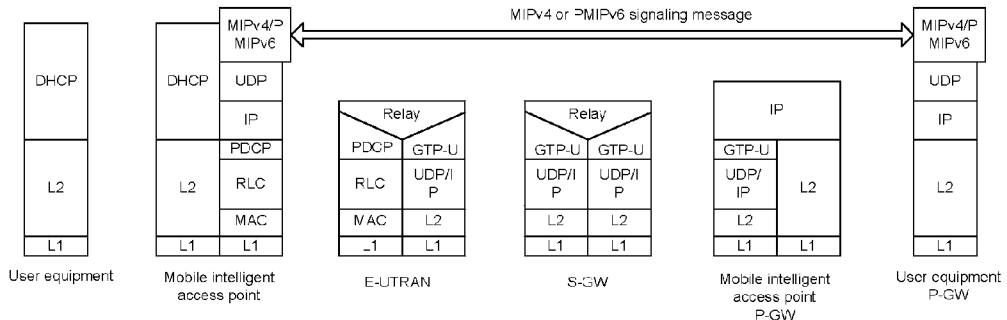 MIPv4 or PMIPv6 signaling message
DHCP
L2
L1
User equipment
DHCP
L2
L1
MIPv4/P
MIPv6
UDP
IP
PDCP
RLC
MAC
L1
Mobile intelligent
access point
Relay
PDCP
RLC
MAC
L1
GTP-U
UDP/I
P
L2
L1
E-UTRAN
Relay
GTP-U
UDP/I
P
L2
L1
GTP-U
UDP/I
P
L2
L1
S-GW
IP
GTP-U
UDP/
IP
L2
L1
L2
L1
Mobile intelligent
access point
P-GW
MIPv4/P
MIPv6
UDP
IP
L2
L1
User equipment
P-GW